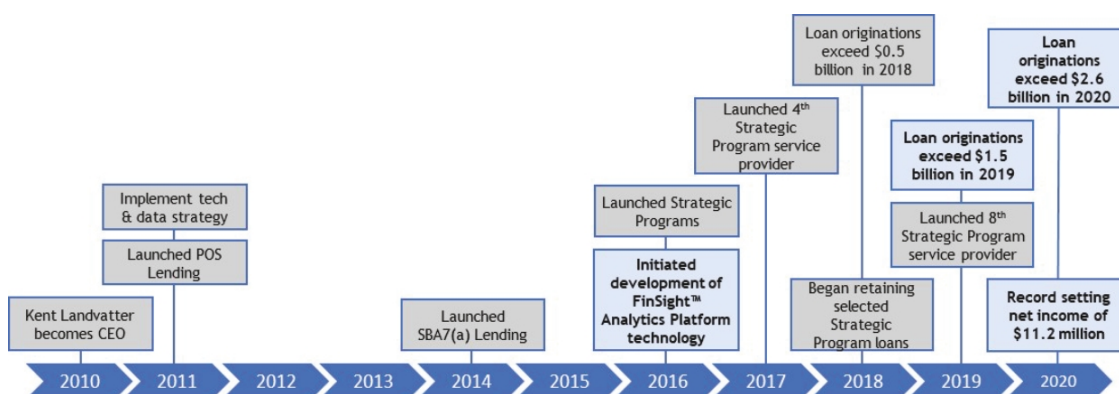 Kent Landvatter
becomes CEO
Implement tech
& data strategy
Launched POS
Lending
Launched
SBA7(a) Lending
Launched Strategic
Programs
Initiated
development of
FinSight™
Analytics Platform
technology
Launched 4th
Strategic
Program service
provider
Loan originations
exceed $0.5
billion in 2018
Began retaining
selected
Strategic
Program loans
Loan originations
exceed $1.5
billion in 2019
Launched 8th
Strategic Program
service provider
Loan
originations
exceed $2.6
billion in 2020
Record setting
net income of
$11.2 million
2010
2011
2012
2013
2014
2015
2016
2017
2018
2019
2020